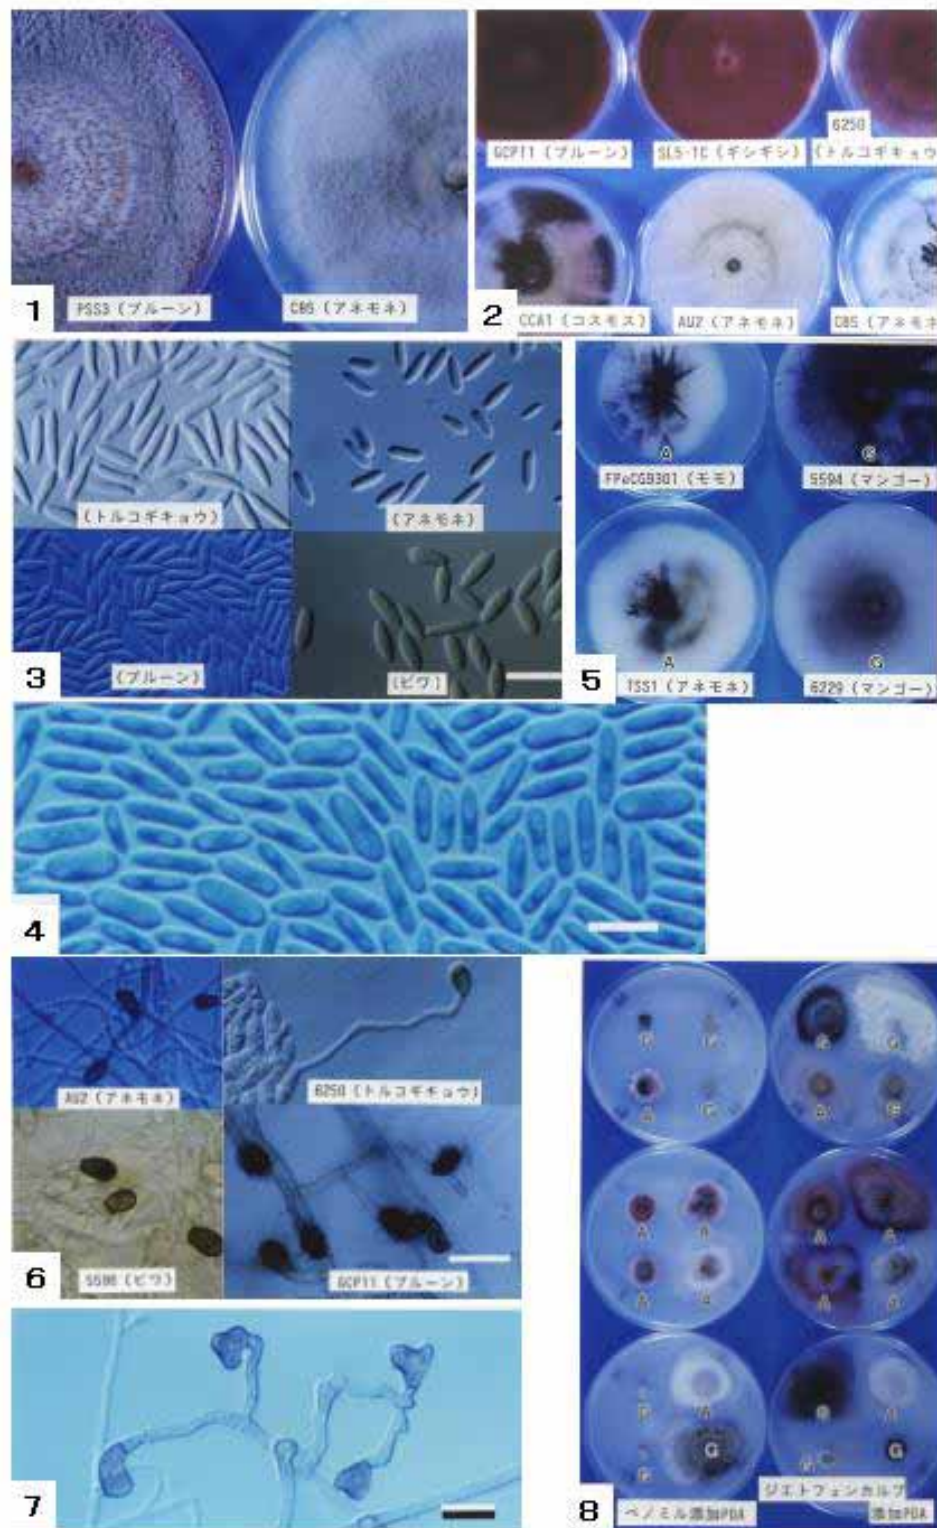 1
PSS3(プルーン)
CBS(アネモネ)
2
GCP11(プルーン)
SL5-1C(ギシギシ)
6250
(トルコギキョウ
CCA1(コスモス)
AU2(アネモネ)
CBS(アネモネ
3
(トルコギキョウ)
(アネモネ)
(プルーン)
(ビワ)
5
A
G
FPeCG9301(モモ)
S594(マンゴー)
A
G
TSS1(アネモネ)
6229(マンゴー)
4
6
AU2(アネモネ)
6250(トルコギキョウ)
S598(ビワ)
GCP11(プルーン)
7
8
G G
A G
G G
A G
A A
A A
A A
A A
G A
G G
G A
G G
ベノミル添加PDA
ジエトフェンカルブ
添加PDA